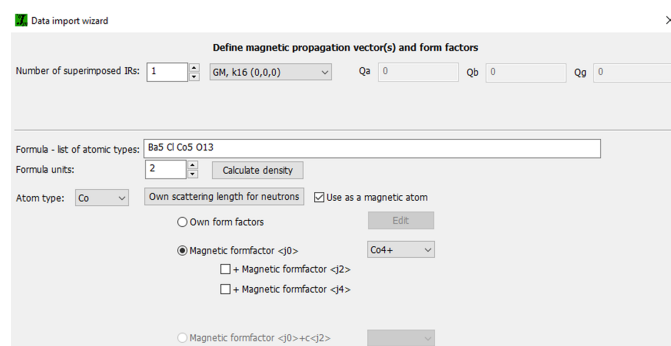 Data import wizard
Define magnetic propagation vector(s) and form factors
Number of superimposed IRs: 1 GM, k16 (0,0,0) Qa 0 Qb 0 Qg 0
Formula - list of atomic types: Ba5 Cl Co5 O13
Formula units: 2 Calculate density
Atom type: Co Own scattering length for neutrons Use as a magnetic atom
Own form factors Edit
Magnetic formfactor <j0> Co4+
+ Magnetic formfactor <j2>
+ Magnetic formfactor <j4>
Magnetic formfactor <j0>+c<j2>